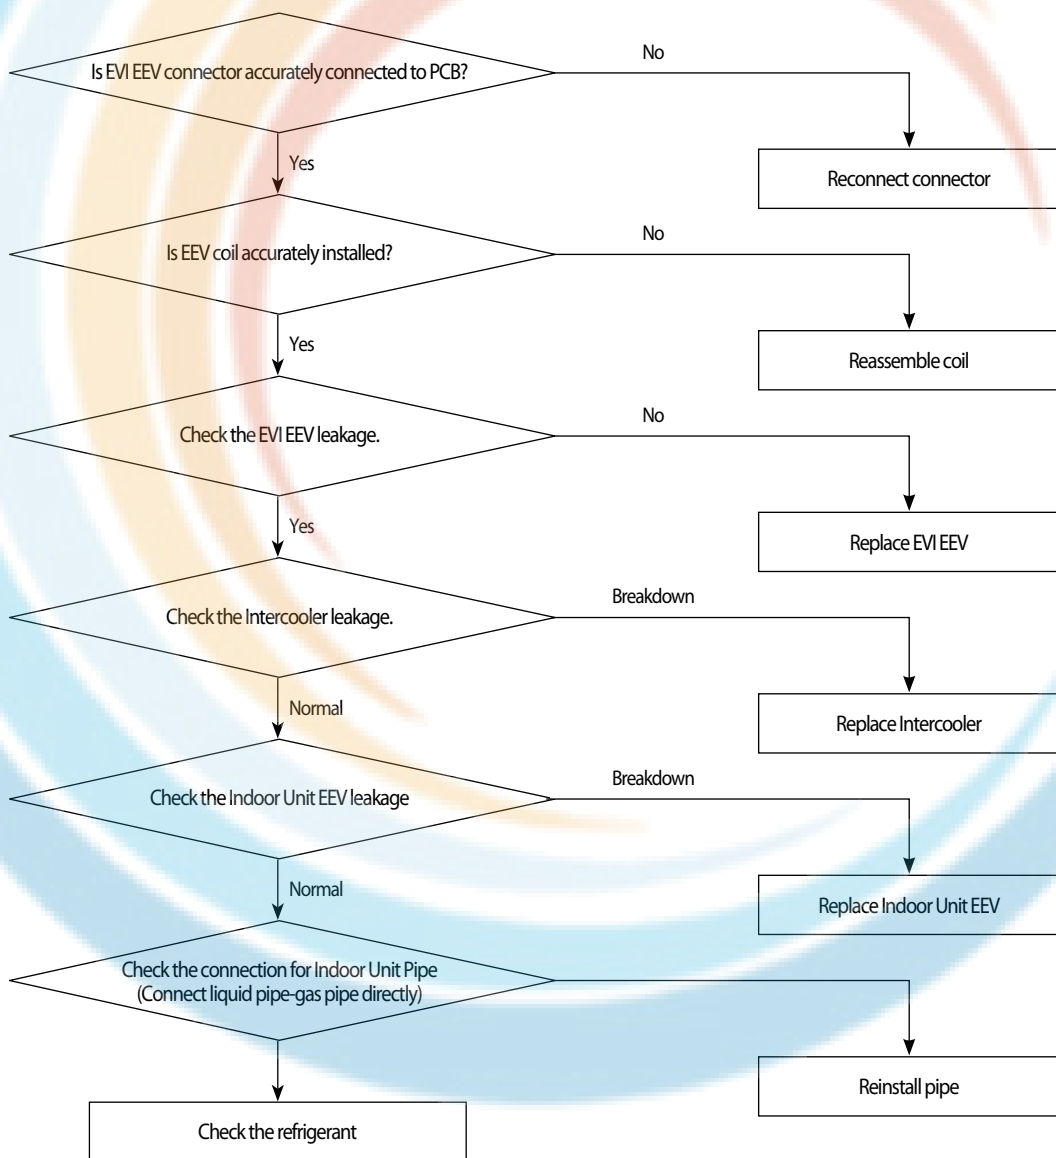 Is EVI EEV connector accurately connected to PCB?
No
Yes
Reconnect connector
Is EEV coil accurately installed?
No
Yes
Reassemble coil
Check the EVI EEV leakage.
No
Yes
Replace EVI EEV
Check the Intercooler leakage.
Breakdown
Normal
Replace Intercooler
Check the Indoor Unit EEV leakage
Breakdown
Normal
Replace Indoor Unit EEV
Check the connection for Indoor Unit Pipe
(Connect liquid pipe-gas pipe directly)
Reinstall pipe
Check the refrigerant